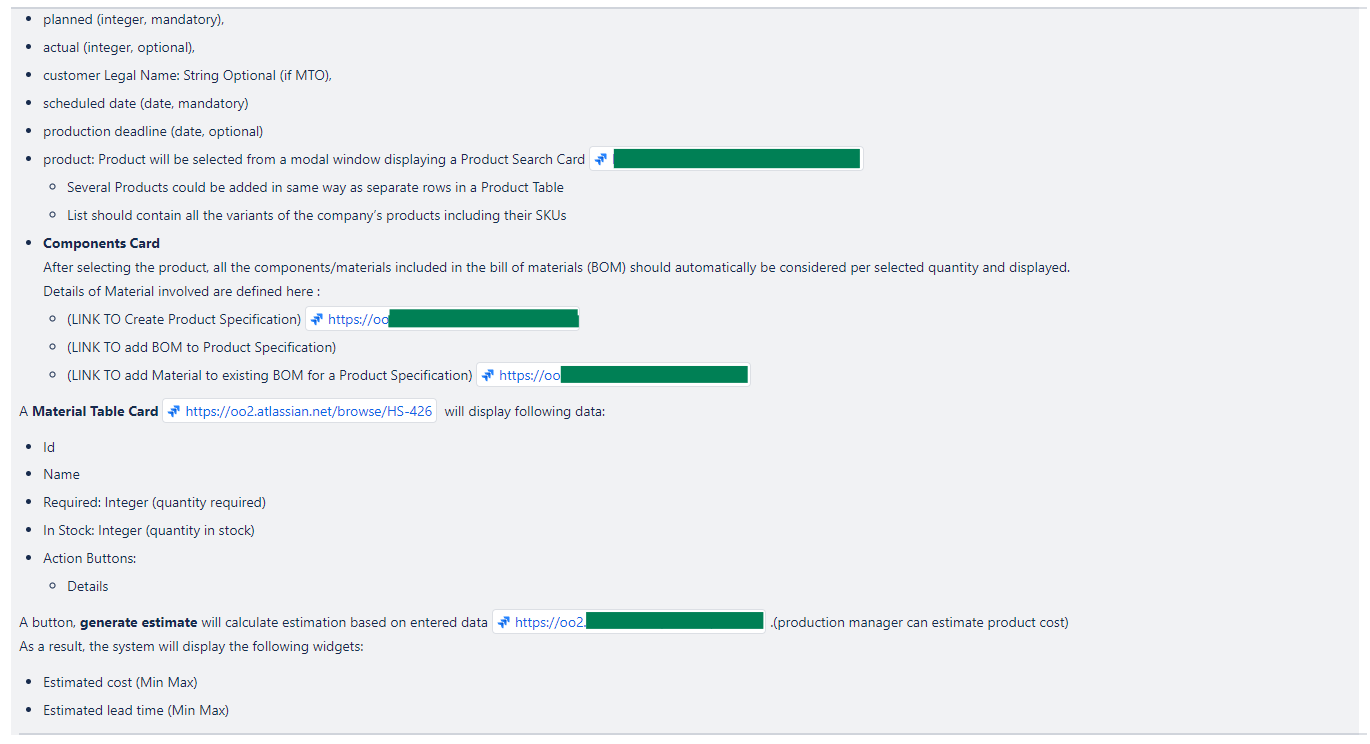 planned (integer, mandatory),
actual (integer, optional),
customer Legal Name: String Optional (if MTO),
scheduled date (date, mandatory)
production deadline (date, optional)
product: Product will be selected from a modal window displaying a Product Search Card
Several Products could be added in same way as separate rows in a Product Table
List should contain all the variants of the company’s products including their SKUs
Components Card
After selecting the product, all the components/materials included in the bill of materials (BOM) should automatically be considered per selected quantity and displayed.
Details of Material involved are defined here :
(LINK TO Create Product Specification) https://oo
(LINK TO add BOM to Product Specification)
(LINK TO add Material to existing BOM for a Product Specification) https://oo
A Material Table Card https://oo2.atlassian.net/browse/HS-426 will display following data:
Id
Name
Required: Integer (quantity required)
In Stock: Integer (quantity in stock)
Action Buttons:
Details
A button, generate estimate will calculate estimation based on entered data https://oo2. .(production manager can estimate product cost)
As a result, the system will display the following widgets:
Estimated cost (Min Max)
Estimated lead time (Min Max)